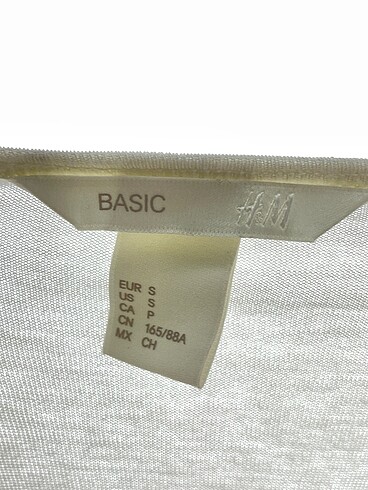 BASIC H&M
EUR S
US S
CA P
CN 165/88A
MX CH